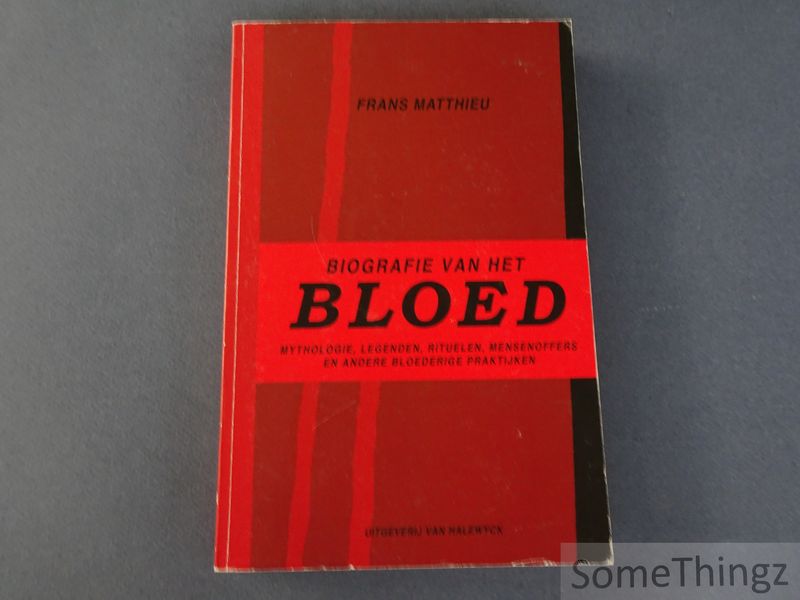 FRANS MATTHIEU
BIOGRAFIE VAN HET
BLOED
MYTHOLOGIE, LEGENDEN, RITUELEN, MENSENOFFERS
EN ANDERE BLOEDERIGE PRAKTIJKEN
UITGEVERIJ VAN HALEWYCK
SomeThingz